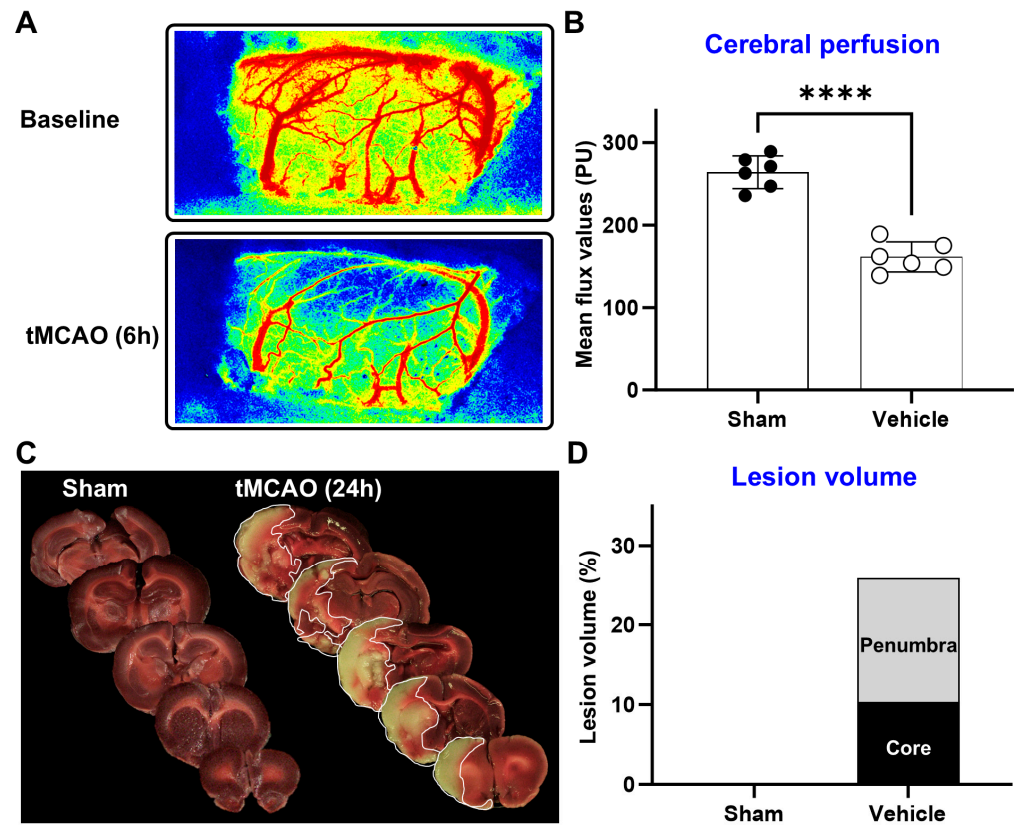 A
Baseline
tMCAO (6h)
B
Cerebral perfusion
****
Mean flux values (PU)
300
200
100
0
Sham
Vehicle
C
Sham
tMCAO (24h)
D
Lesion volume
Lesion volume (%)
30
20
10
0
Penumbra
Core
Sham
Vehicle